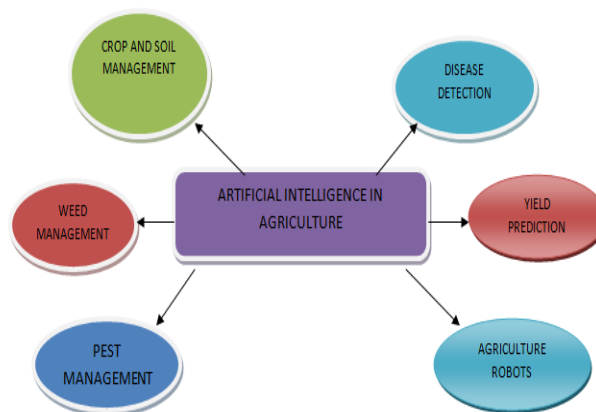 CROP AND SOIL
MANAGEMENT
DISEASE
DETECTION
ARTIFICIAL INTELLIGENCE IN
AGRICULTURE
WEED
MANAGEMENT
YIELD
PREDICTION
PEST
MANAGEMENT
AGRICULTURE
ROBOTS